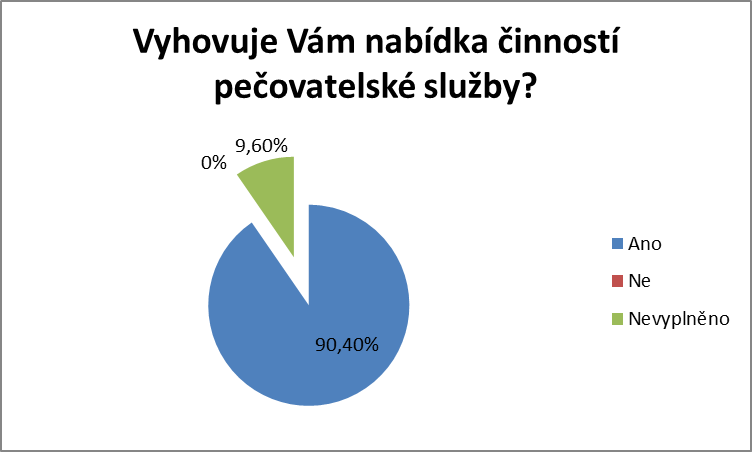 Vyhovuje Vám nabídka činností
pečovatelské služby?
9,60%
0%
90,40%
Ano
Ne
Nevyplněno